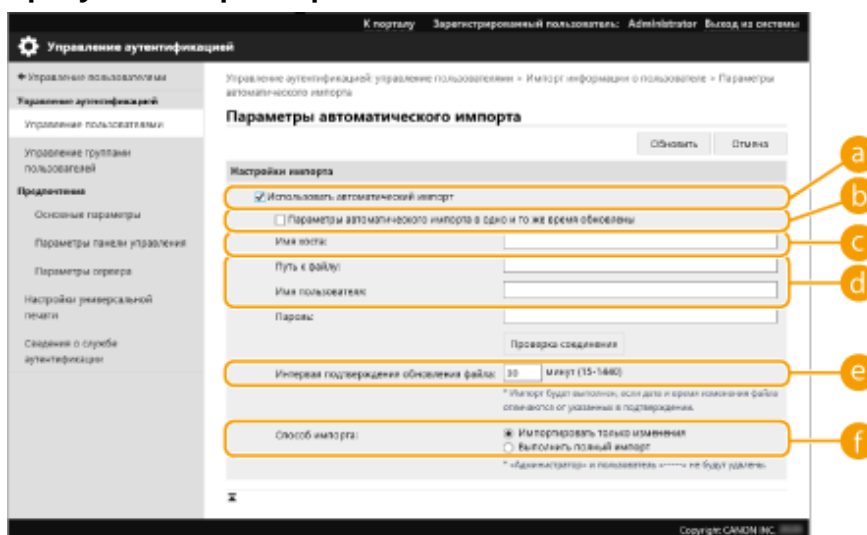 К порталу Зарегистрированный пользователь: Administrator Выход из системы
Управление аутентификацией
Управление пользователями
Управление аутентификацией: управление пользователями > Импорт информации о пользователе > Параметры
автоматического импорта
Управление аутентификацией
Управление пользователями
Параметры автоматического импорта
Обновить Отмена
Управление группами
пользователей
Настройки импорта
a
Предпочтения
Использовать автоматический импорт
b
Основные параметры
Параметры автоматического импорта в одно и то же время обновлены
Параметры панели управления
Имя хоста:
c
Параметры сервера
Путь к файлу:
d
Имя пользователя:
Настройки универсальной
печати
Пароль:
Сведения о службе
аутентификации
Проверка соединения
Интервал подтверждения обновления файла: 30 минут (15-1440)
e
* Импорт будет выполнен, если дата и время изменения файла
отличаются от указанных в подтверждении.
Способ импорта:
Импортировать только изменения
Выполнить полный импорт
f
* «Администратор» и пользователь «------» не будут удалены.
Copyright CANON INC.